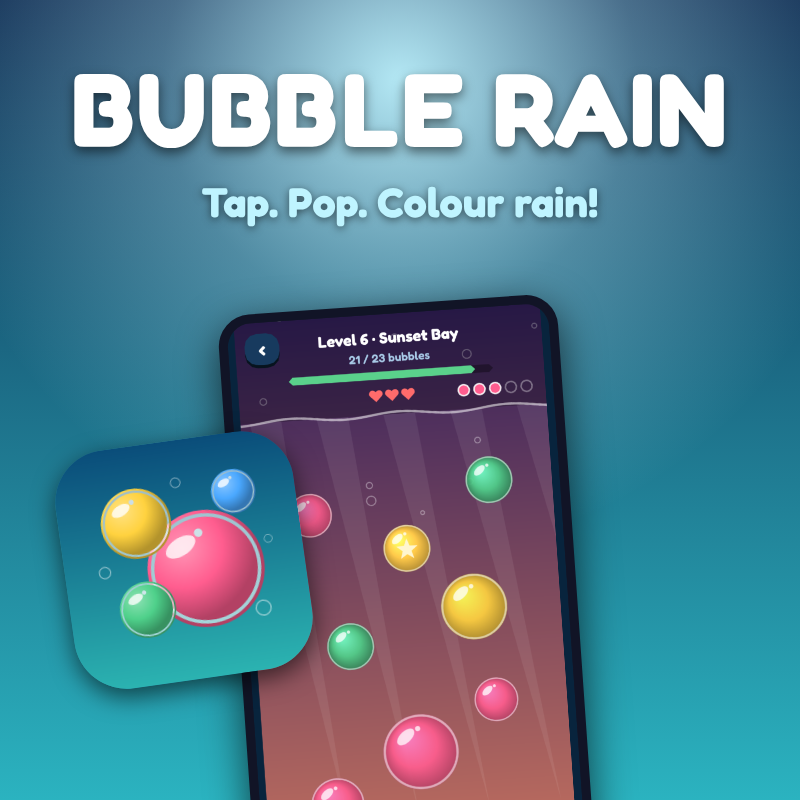 BUBBLE RAIN
Tap. Pop. Colour rain!
Level 6 · Sunset Bay
21 / 23 bubbles